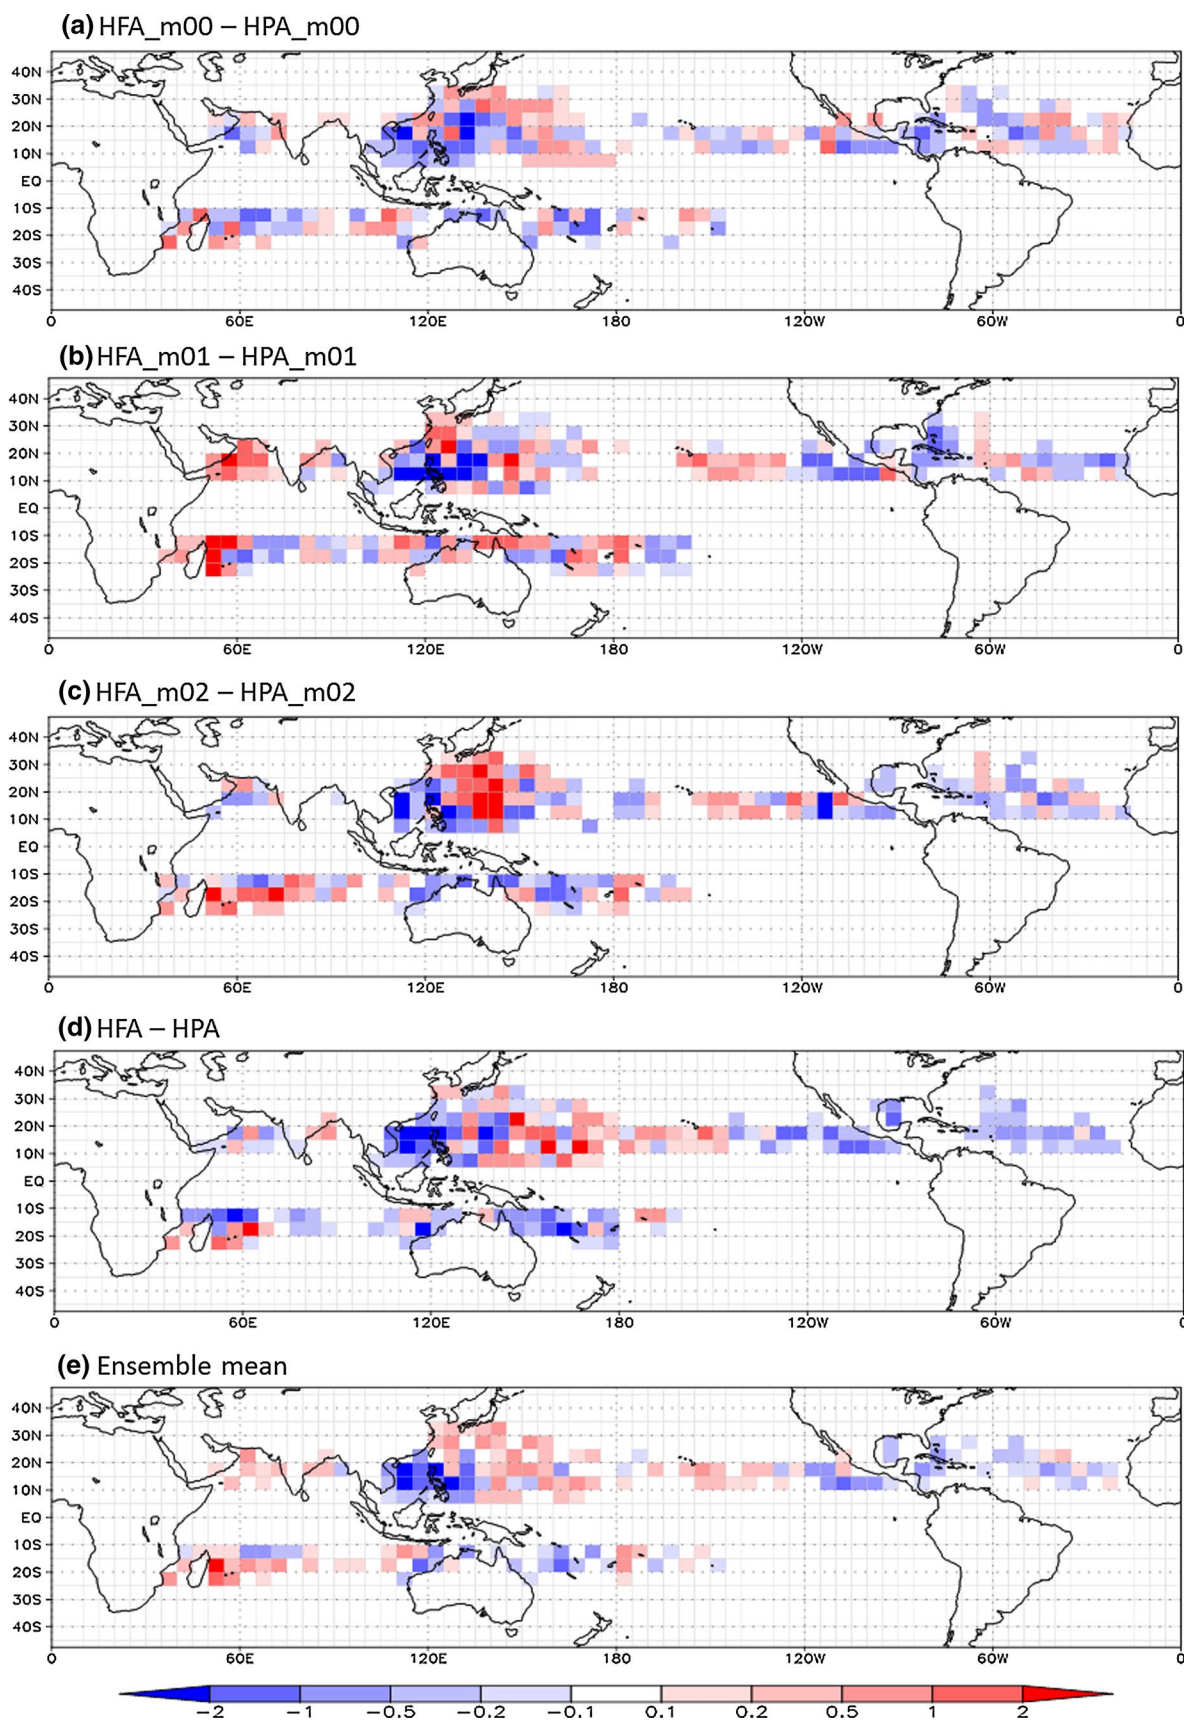 (a) HFA_m00 – HPA_m00
40N
30N
20N
10N
EQ
10S
20S
30S
40S
0 60E 120E 180 120W 60W 0
(b) HFA_m01 – HPA_m01
40N
30N
20N
10N
EQ
10S
20S
30S
40S
0 60E 120E 180 120W 60W 0
(c) HFA_m02 – HPA_m02
40N
30N
20N
10N
EQ
10S
20S
30S
40S
0 60E 120E 180 120W 60W 0
(d) HFA – HPA
40N
30N
20N
10N
EQ
10S
20S
30S
40S
0 60E 120E 180 120W 60W 0
(e) Ensemble mean
40N
30N
20N
10N
EQ
10S
20S
30S
40S
0 60E 120E 180 120W 60W 0
−2 −1 −0.5 −0.2 −0.1 0.1 0.2 0.5 1 2